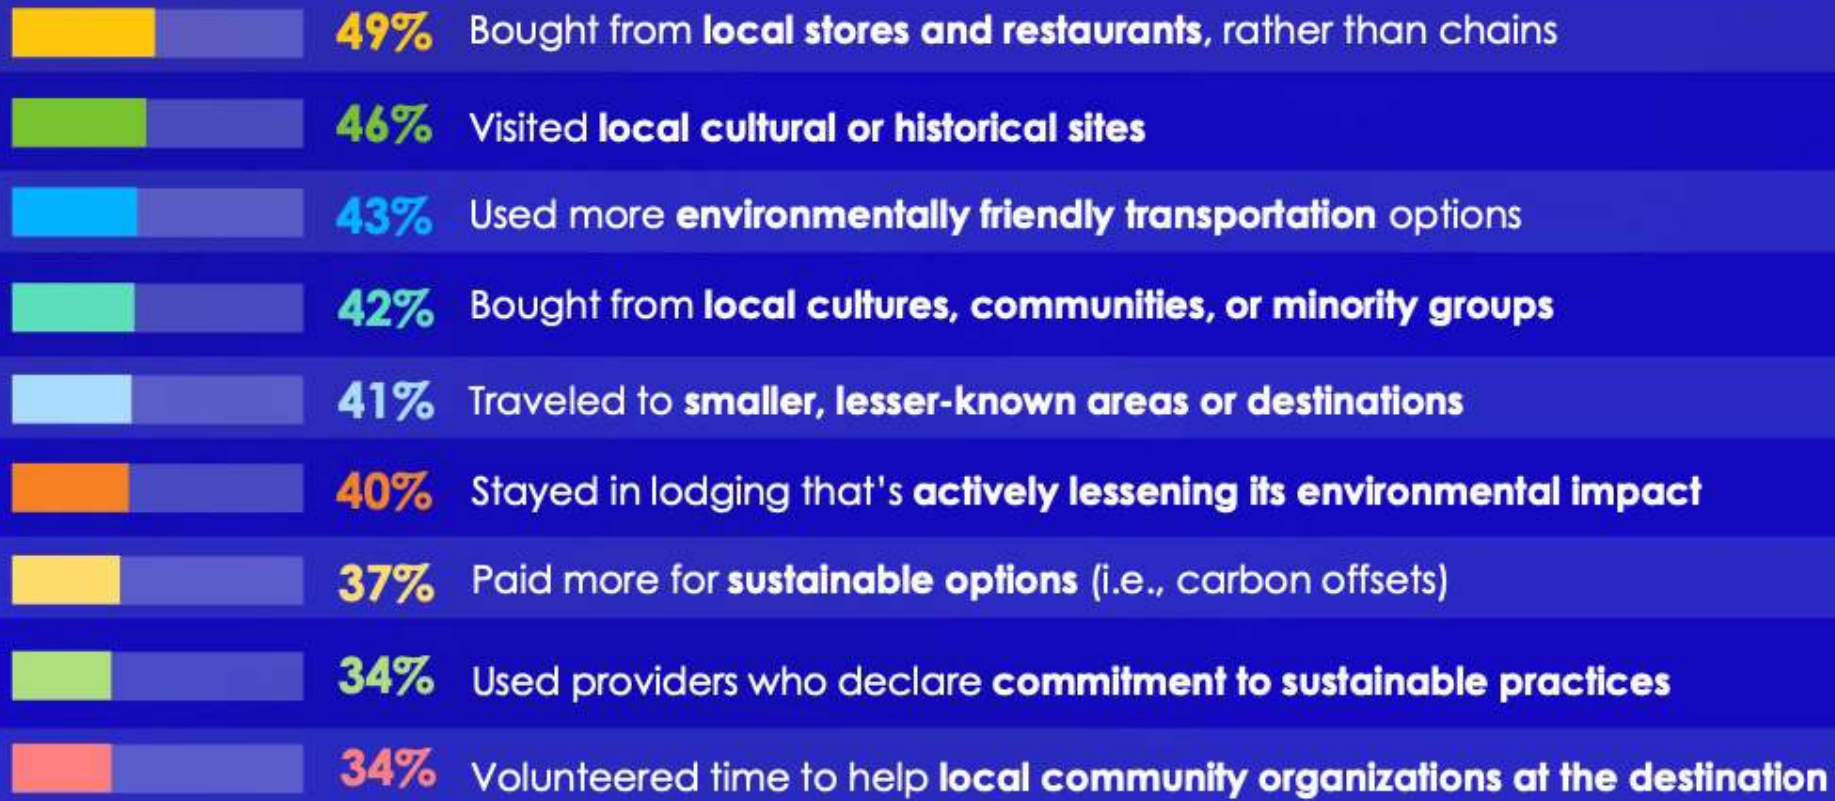 49% Bought from local stores and restaurants, rather than chains
46% Visited local cultural or historical sites
43% Used more environmentally friendly transportation options
42% Bought from local cultures, communities, or minority groups
41% Traveled to smaller, lesser-known areas or destinations
40% Stayed in lodging that's actively lessening its environmental impact
37% Paid more for sustainable options (i.e., carbon offsets)
34% Used providers who declare commitment to sustainable practices
34% Volunteered time to help local community organizations at the destination